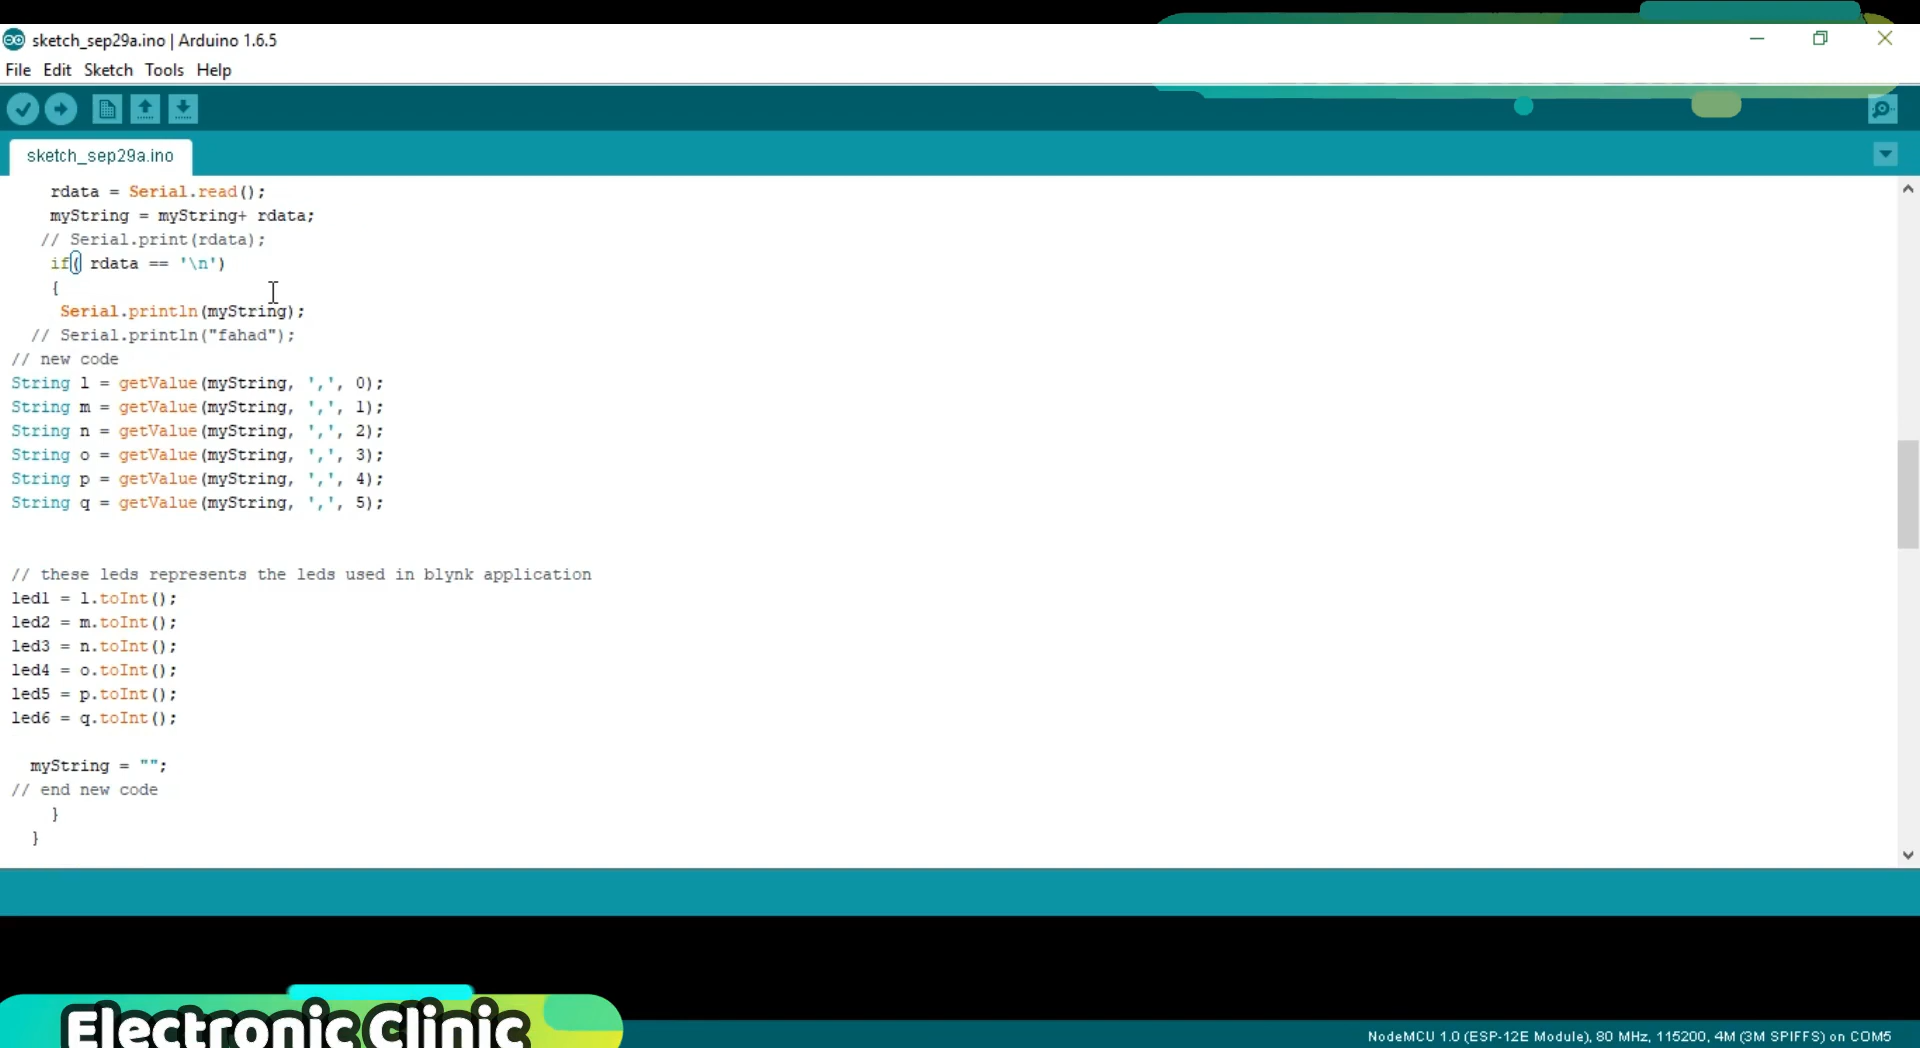 sketch_sep29a.ino | Arduino 1.6.5
File Edit Sketch Tools Help
sketch_sep29a.ino
rdata = Serial.read();
myString = myString+ rdata;
// Serial.print(rdata);
if( rdata == '\n')
{
Serial.println(myString);
// Serial.println("fahad");
// new code
String l = getValue(myString, ',', 0);
String m = getValue(myString, ',', 1);
String n = getValue(myString, ',', 2);
String o = getValue(myString, ',', 3);
String p = getValue(myString, ',', 4);
String q = getValue(myString, ',', 5);
// these leds represents the leds used in blynk application
led1 = l.toInt();
led2 = m.toInt();
led3 = n.toInt();
led4 = o.toInt();
led5 = p.toInt();
led6 = q.toInt();
myString = "";
// end new code
}
}
Electronic Clinic
NodeMCU 1.0 (ESP-12E Module), 80 MHz, 115200, 4M (3M SPIFFS) on COM5